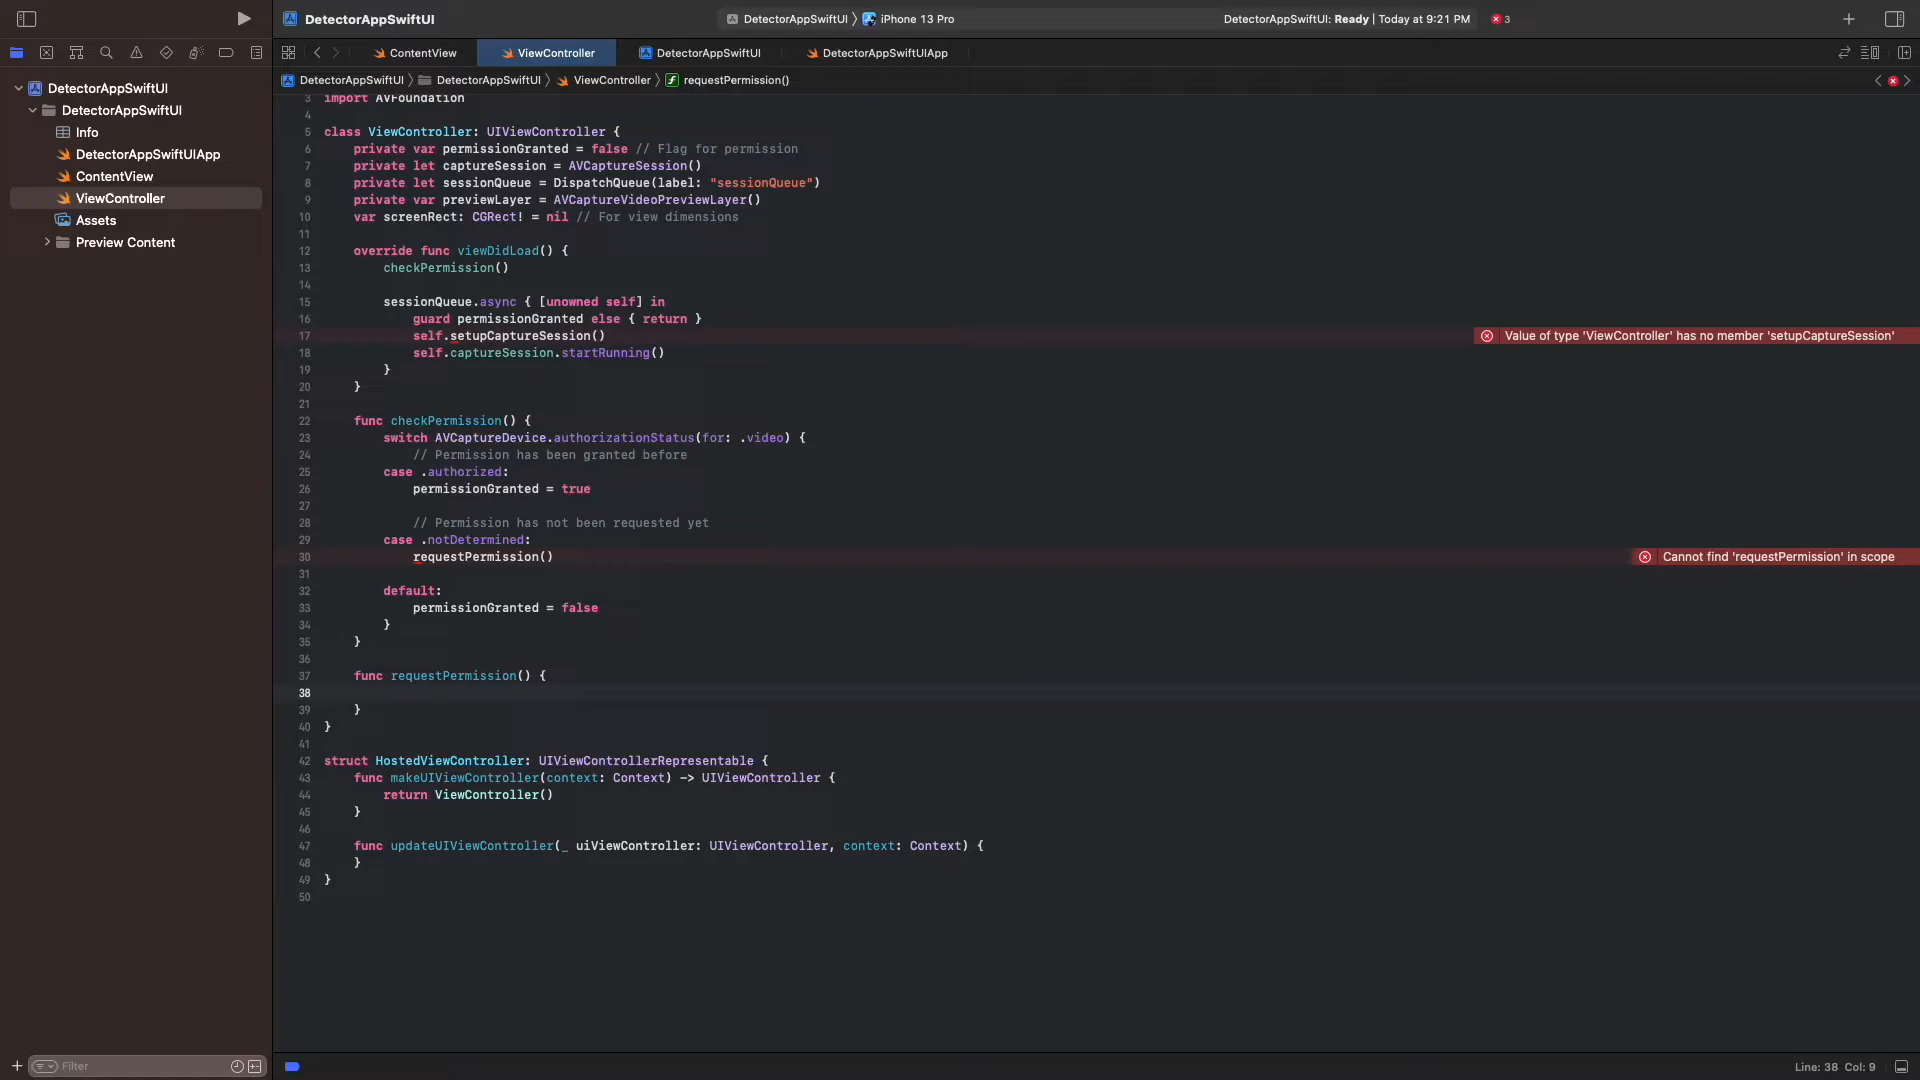 DetectorAppSwiftUI
DetectorAppSwiftUI 〉 iPhone 13 Pro
DetectorAppSwiftUI: Ready | Today at 9:21 PM
3
ContentView
ViewController
DetectorAppSwiftUI
DetectorAppSwiftUIApp
DetectorAppSwiftUI 〉 DetectorAppSwiftUI 〉 ViewController 〉 requestPermission()
DetectorAppSwiftUI
DetectorAppSwiftUI
Info
DetectorAppSwiftUIApp
ContentView
ViewController
Assets
Preview Content
Filter
3 import AVFoundation
4
5 class ViewController: UIViewController {
6 private var permissionGranted = false // Flag for permission
7 private let captureSession = AVCaptureSession()
8 private let sessionQueue = DispatchQueue(label: "sessionQueue")
9 private var previewLayer = AVCaptureVideoPreviewLayer()
10 var screenRect: CGRect! = nil // For view dimensions
11
12 override func viewDidLoad() {
13 checkPermission()
14
15 sessionQueue.async { [unowned self] in
16 guard permissionGranted else { return }
17 self.setupCaptureSession() Value of type 'ViewController' has no member 'setupCaptureSession'
18 self.captureSession.startRunning()
19 }
20 }
21
22 func checkPermission() {
23 switch AVCaptureDevice.authorizationStatus(for: .video) {
24 // Permission has been granted before
25 case .authorized:
26 permissionGranted = true
27
28 // Permission has not been requested yet
29 case .notDetermined:
30 requestPermission() Cannot find 'requestPermission' in scope
31
32 default:
33 permissionGranted = false
34 }
35 }
36
37 func requestPermission() {
38
39 }
40 }
41
42 struct HostedViewController: UIViewControllerRepresentable {
43 func makeUIViewController(context: Context) -> UIViewController {
44 return ViewController()
45 }
46
47 func updateUIViewController(_ uiViewController: UIViewController, context: Context) {
48 }
49 }
50
Line: 38 Col: 9